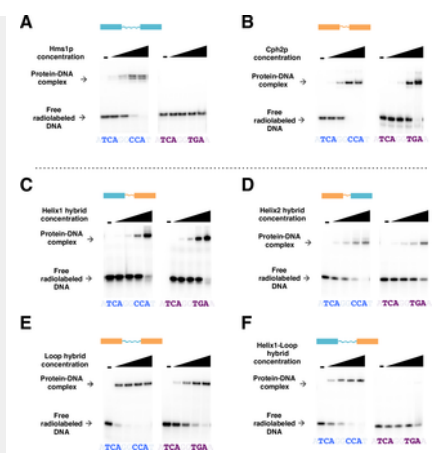 A
Hms1p
concentration
-
Protein-DNA
complex →
Free
radiolabeled →
DNA
TCA CCA TCA TGA
B
Cph2p
concentration
-
Protein-DNA
complex →
Free
radiolabeled →
DNA
TCA CCA TCA TGA
C
Helix1 hybrid
concentration
-
Protein-DNA
complex →
Free
radiolabeled →
DNA
TCA CCA TCA TGA
D
Helix2 hybrid
concentration
-
Protein-DNA
complex →
Free
radiolabeled →
DNA
TCA CCA TCA TGA
E
Loop hybrid
concentration
-
Protein-DNA
complex →
Free
radiolabeled →
DNA
TCA CCA TCA TGA
F
Helix1-Loop
hybrid
concentration
-
Protein-DNA
complex →
Free
radiolabeled →
DNA
TCA CCA TCA TGA